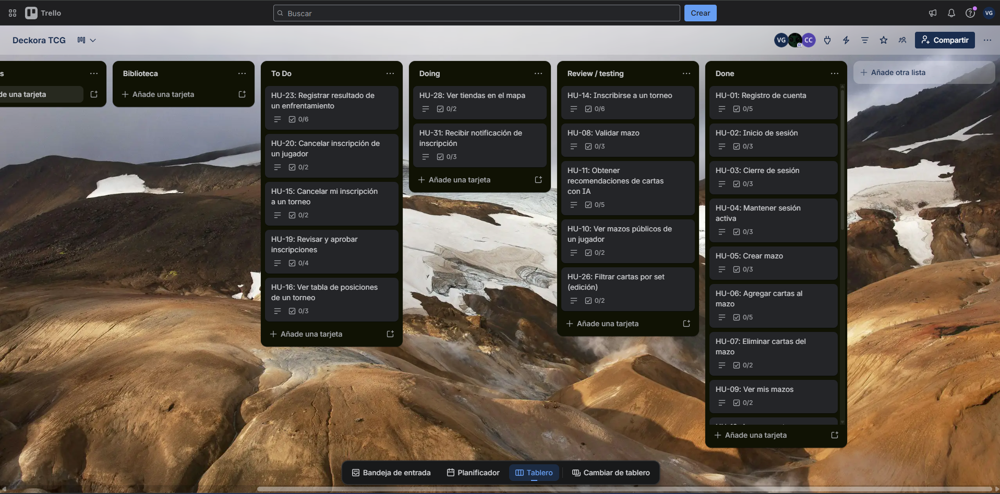 Trello
Buscar
Crear
VG
Deckora TCG
VG
CC
Compartir
s
de una tarjeta
Biblioteca
Añade una tarjeta
To Do
HU-23: Registrar resultado de
un enfrentamiento
0/6
HU-20: Cancelar inscripción de
un jugador
0/2
HU-15: Cancelar mi inscripción
a un torneo
0/2
HU-19: Revisar y aprobar
inscripciones
0/4
HU-16: Ver tabla de posiciones
de un torneo
0/3
Añade una tarjeta
Doing
HU-28: Ver tiendas en el mapa
0/2
HU-31: Recibir notificación de
inscripción
0/3
Añade una tarjeta
Review / testing
HU-14: Inscribirse a un torneo
0/6
HU-08: Validar mazo
0/3
HU-11: Obtener
recomendaciones de cartas
con IA
0/5
HU-10: Ver mazos públicos de
un jugador
0/2
HU-26: Filtrar cartas por set
(edición)
0/2
Añade una tarjeta
Done
HU-01: Registro de cuenta
0/5
HU-02: Inicio de sesión
0/3
HU-03: Cierre de sesión
0/3
HU-04: Mantener sesión
activa
0/3
HU-05: Crear mazo
0/3
HU-06: Agregar cartas al
mazo
0/5
HU-07: Eliminar cartas del
mazo
0/2
HU-09: Ver mis mazos
0/2
Añade una tarjeta
Añade otra lista
Bandeja de entrada
Planificador
Tablero
Cambiar de tablero